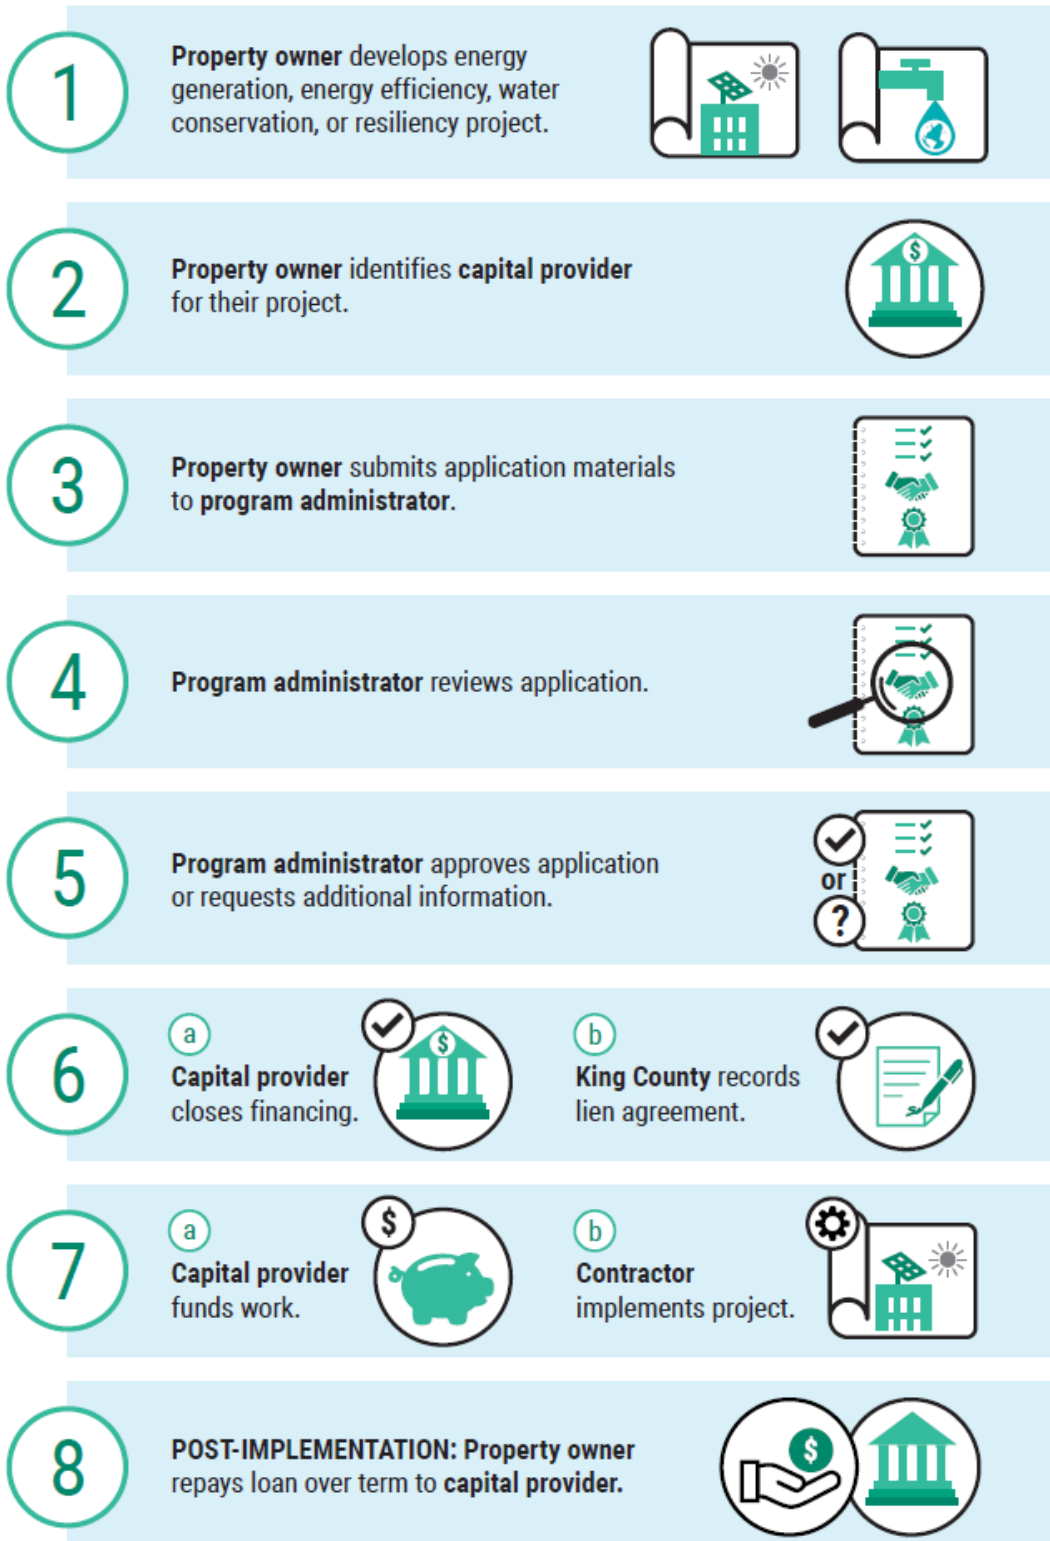 1
Property owner develops energy
generation, energy efficiency, water
conservation, or resiliency project.
2
$
Property owner identifies capital provider
for their project.
3
Property owner submits application materials
to program administrator.
4
Program administrator reviews application.
5
Program administrator approves application
or requests additional information.
or
?
6
a
Capital provider
closes financing.
$
b
King County records
lien agreement.
7
a
Capital provider
funds work.
$
b
Contractor
implements project.
8
POST-IMPLEMENTATION: Property owner
repays loan over term to capital provider.
$